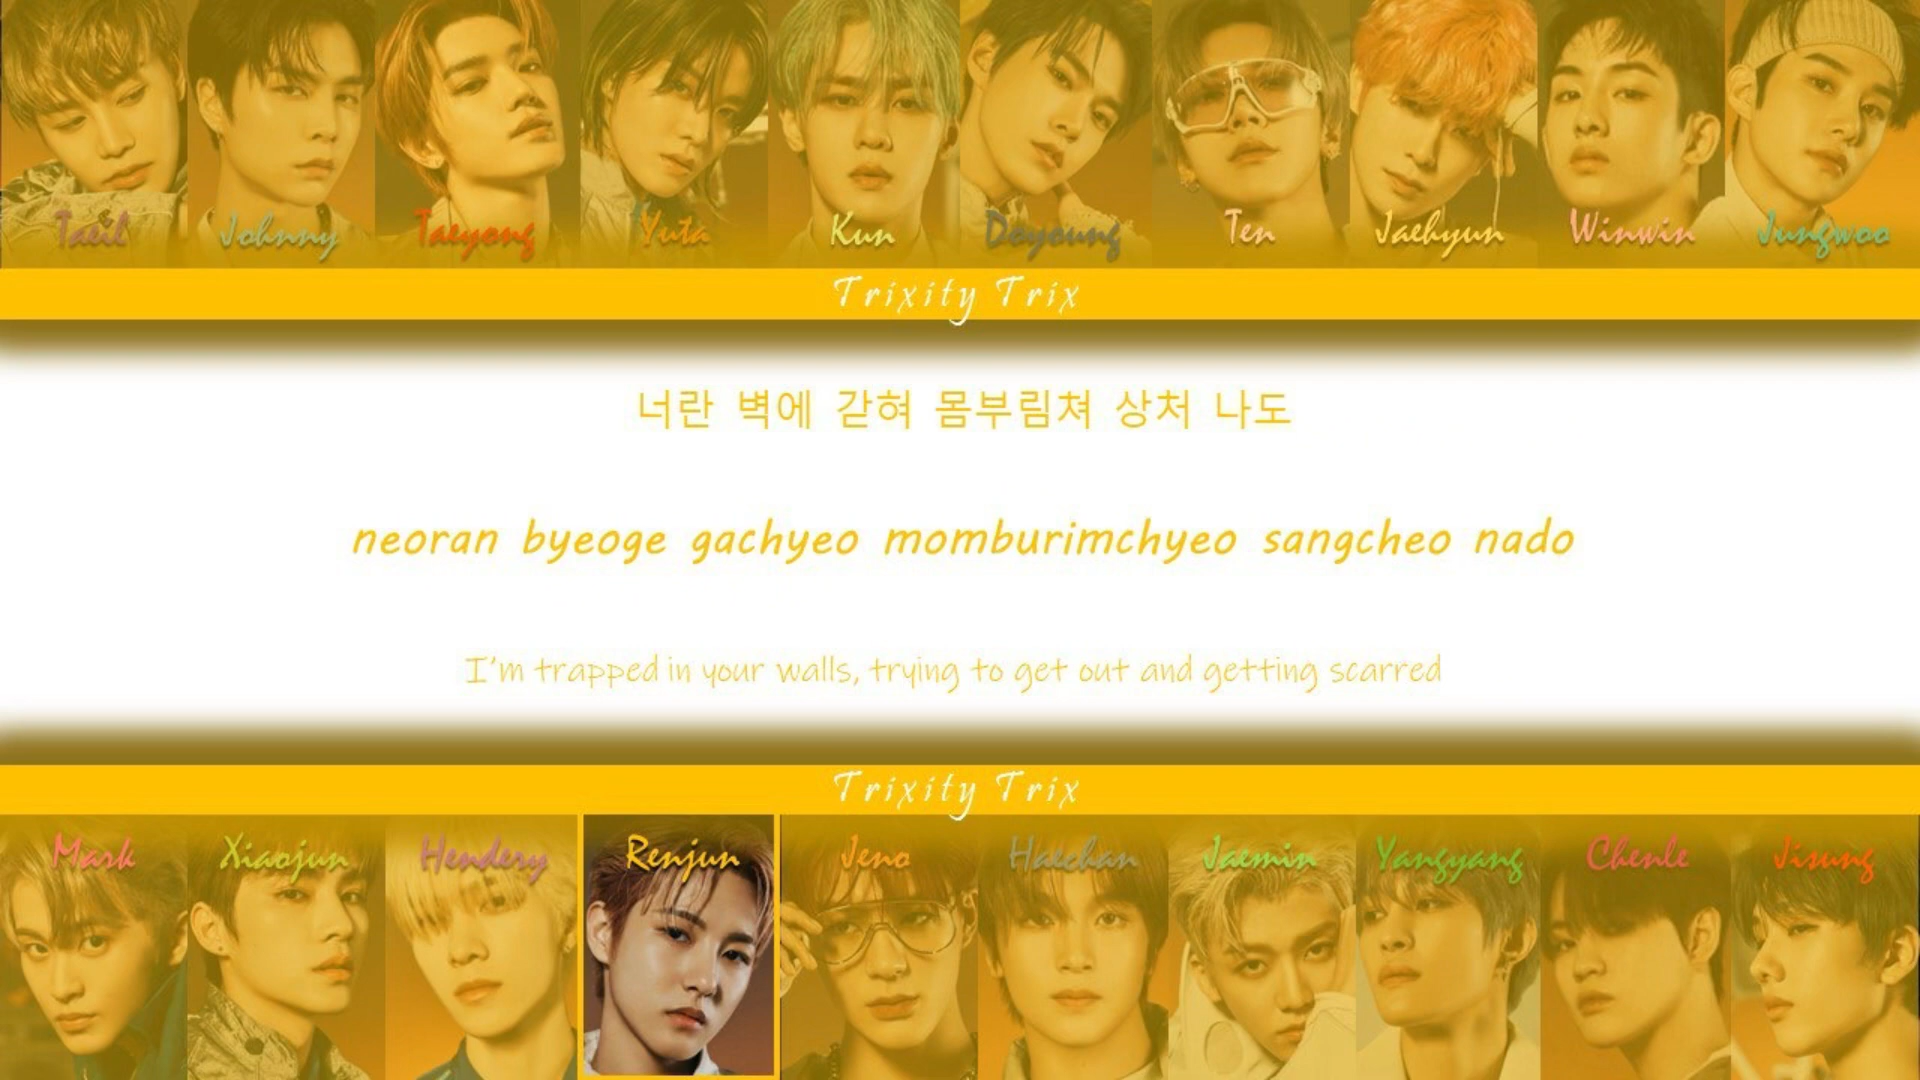 Taeil Johnny Taeyong Yuta Kun Doyoung Ten Jaehyun Winwin Jungwoo
Trixity Trix
너란 벽에 갇혀 몸부림쳐 상처 나도
neoran byeoge gachyeo momburimchyeo sangcheo nado
I'm trapped in your walls, trying to get out and getting scarred
Trixity Trix
Mark Xiaojun Hendery Renjun Jeno Haechan Jaemin Yangyang Chenle Jisung